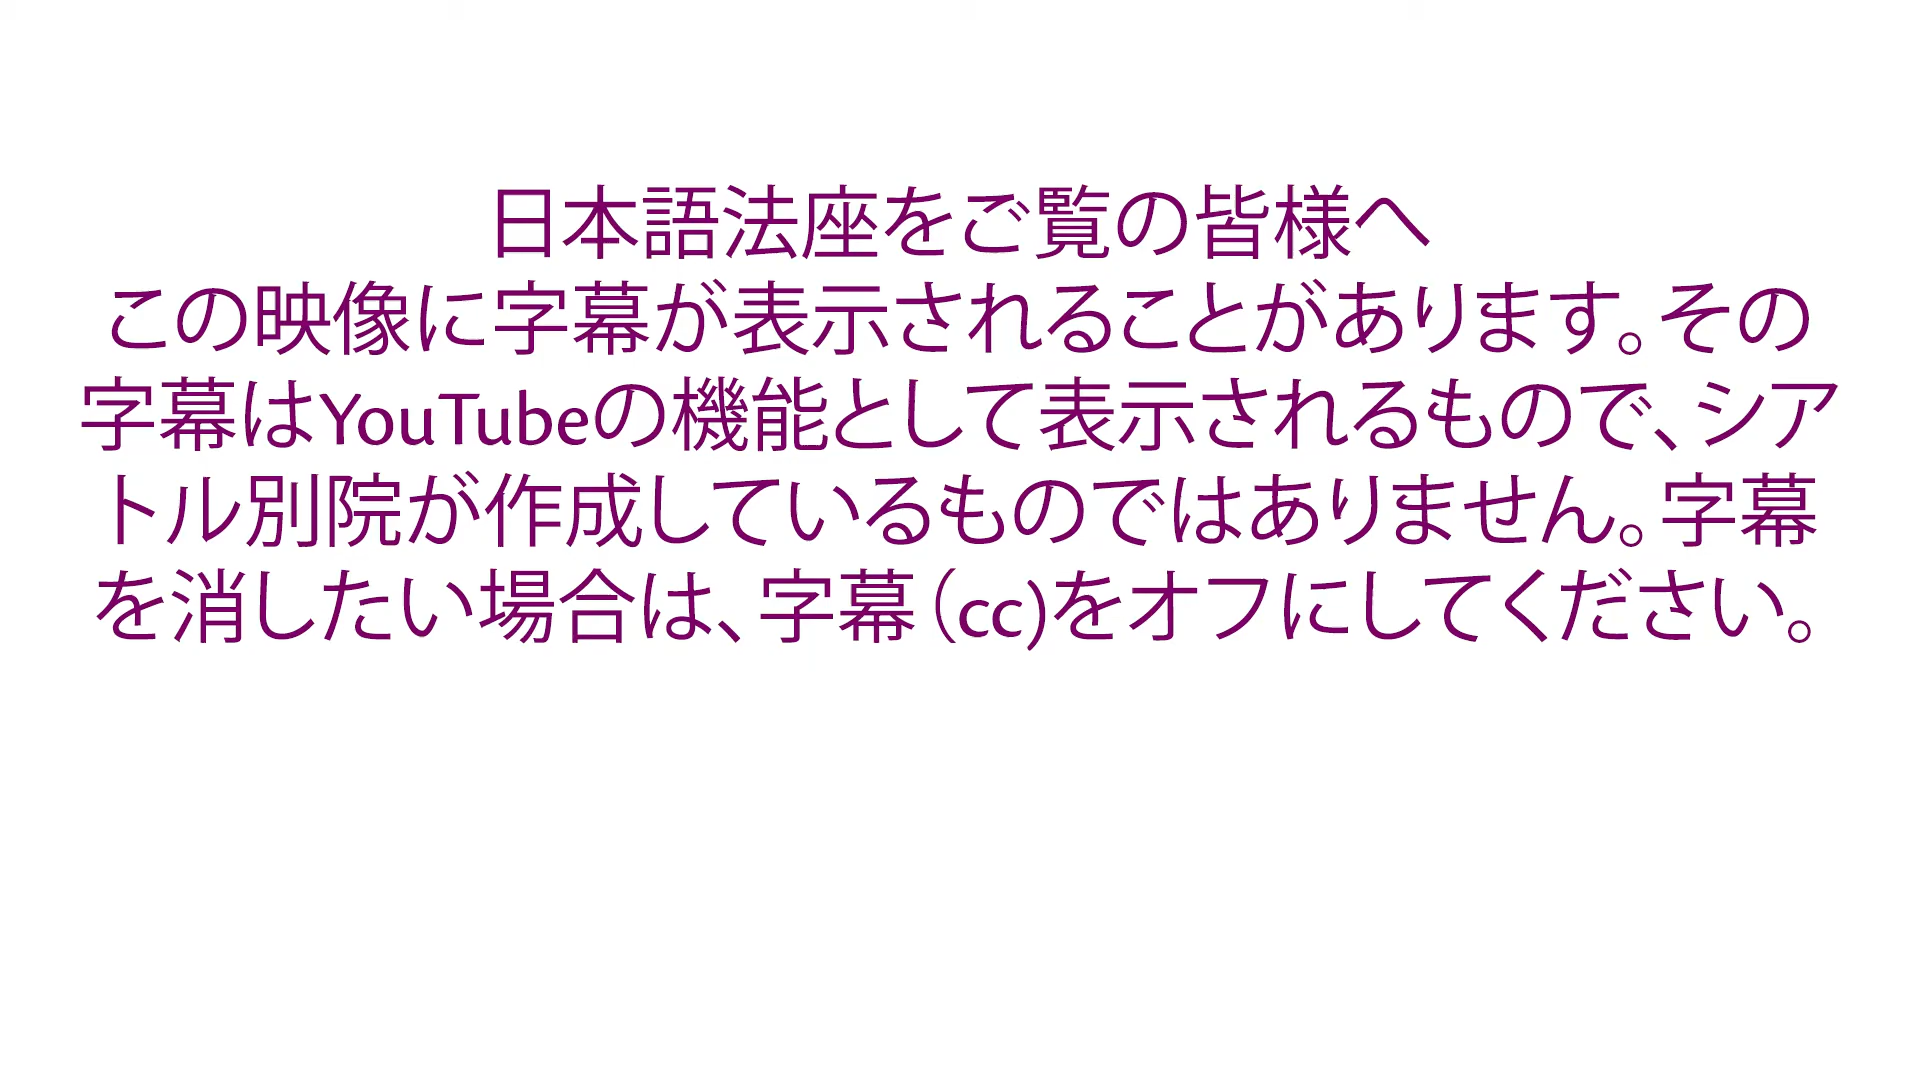 日本語法座をご覧の皆様へ
この映像に字幕が表示されることがあります。その
字幕はYouTubeの機能として表示されるもので、シア
トル別院が作成しているものではありません。字幕
を消したい場合は、字幕（cc)をオフにしてください。